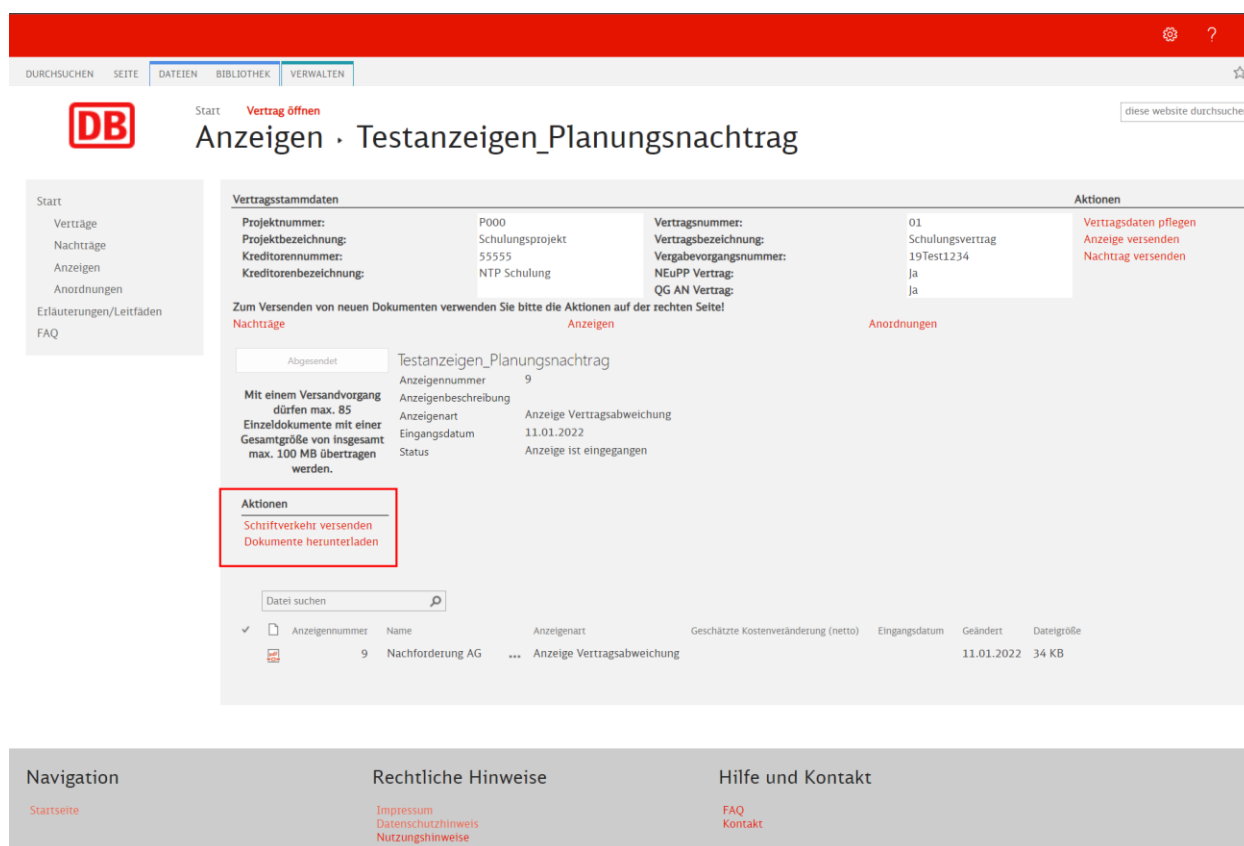 ?
DURCHSUCHEN SEITE DATEIEN BIBLIOTHEK VERWALTEN
DB
Start Vertrag öffnen
diese website durchsuche
Anzeigen ‣ Testanzeigen_Planungsnachtrag
Start
Verträge
Nachträge
Anzeigen
Anordnungen
Erläuterungen/Leitfäden
FAQ
Vertragsstammdaten Aktionen
Projektnummer: P000 Vertragsnummer: 01 Vertragsdaten pflegen
Projektbezeichnung: Schulungsprojekt Vertragsbezeichnung: Schulungsvertrag Anzeige versenden
Kreditorennummer: 55555 Vergabevorgangsnummer: 19Test1234 Nachtrag versenden
Kreditorenbezeichnung: NTP Schulung NEuPP Vertrag: Ja
QG AN Vertrag: Ja
Zum Versenden von neuen Dokumenten verwenden Sie bitte die Aktionen auf der rechten Seite!
Nachträge Anzeigen Anordnungen
Abgesendet
Mit einem Versandvorgang
dürfen max. 85
Einzeldokumente mit einer
Gesamtgröße von insgesamt
max. 100 MB übertragen
werden.
Testanzeigen_Planungsnachtrag
Anzeigennummer 9
Anzeigenbeschreibung
Anzeigenart Anzeige Vertragsabweichung
Eingangsdatum 11.01.2022
Status Anzeige ist eingegangen
Aktionen
Schriftverkehr versenden
Dokumente herunterladen
Datei suchen
Anzeigennummer Name Anzeigenart Geschätzte Kostenveränderung (netto) Eingangsdatum Geändert Dateigröße
9 Nachforderung AG ... Anzeige Vertragsabweichung 11.01.2022 34 KB
Navigation Rechtliche Hinweise Hilfe und Kontakt
Startseite Impressum FAQ
Datenschutzhinweis Kontakt
Nutzungshinweise